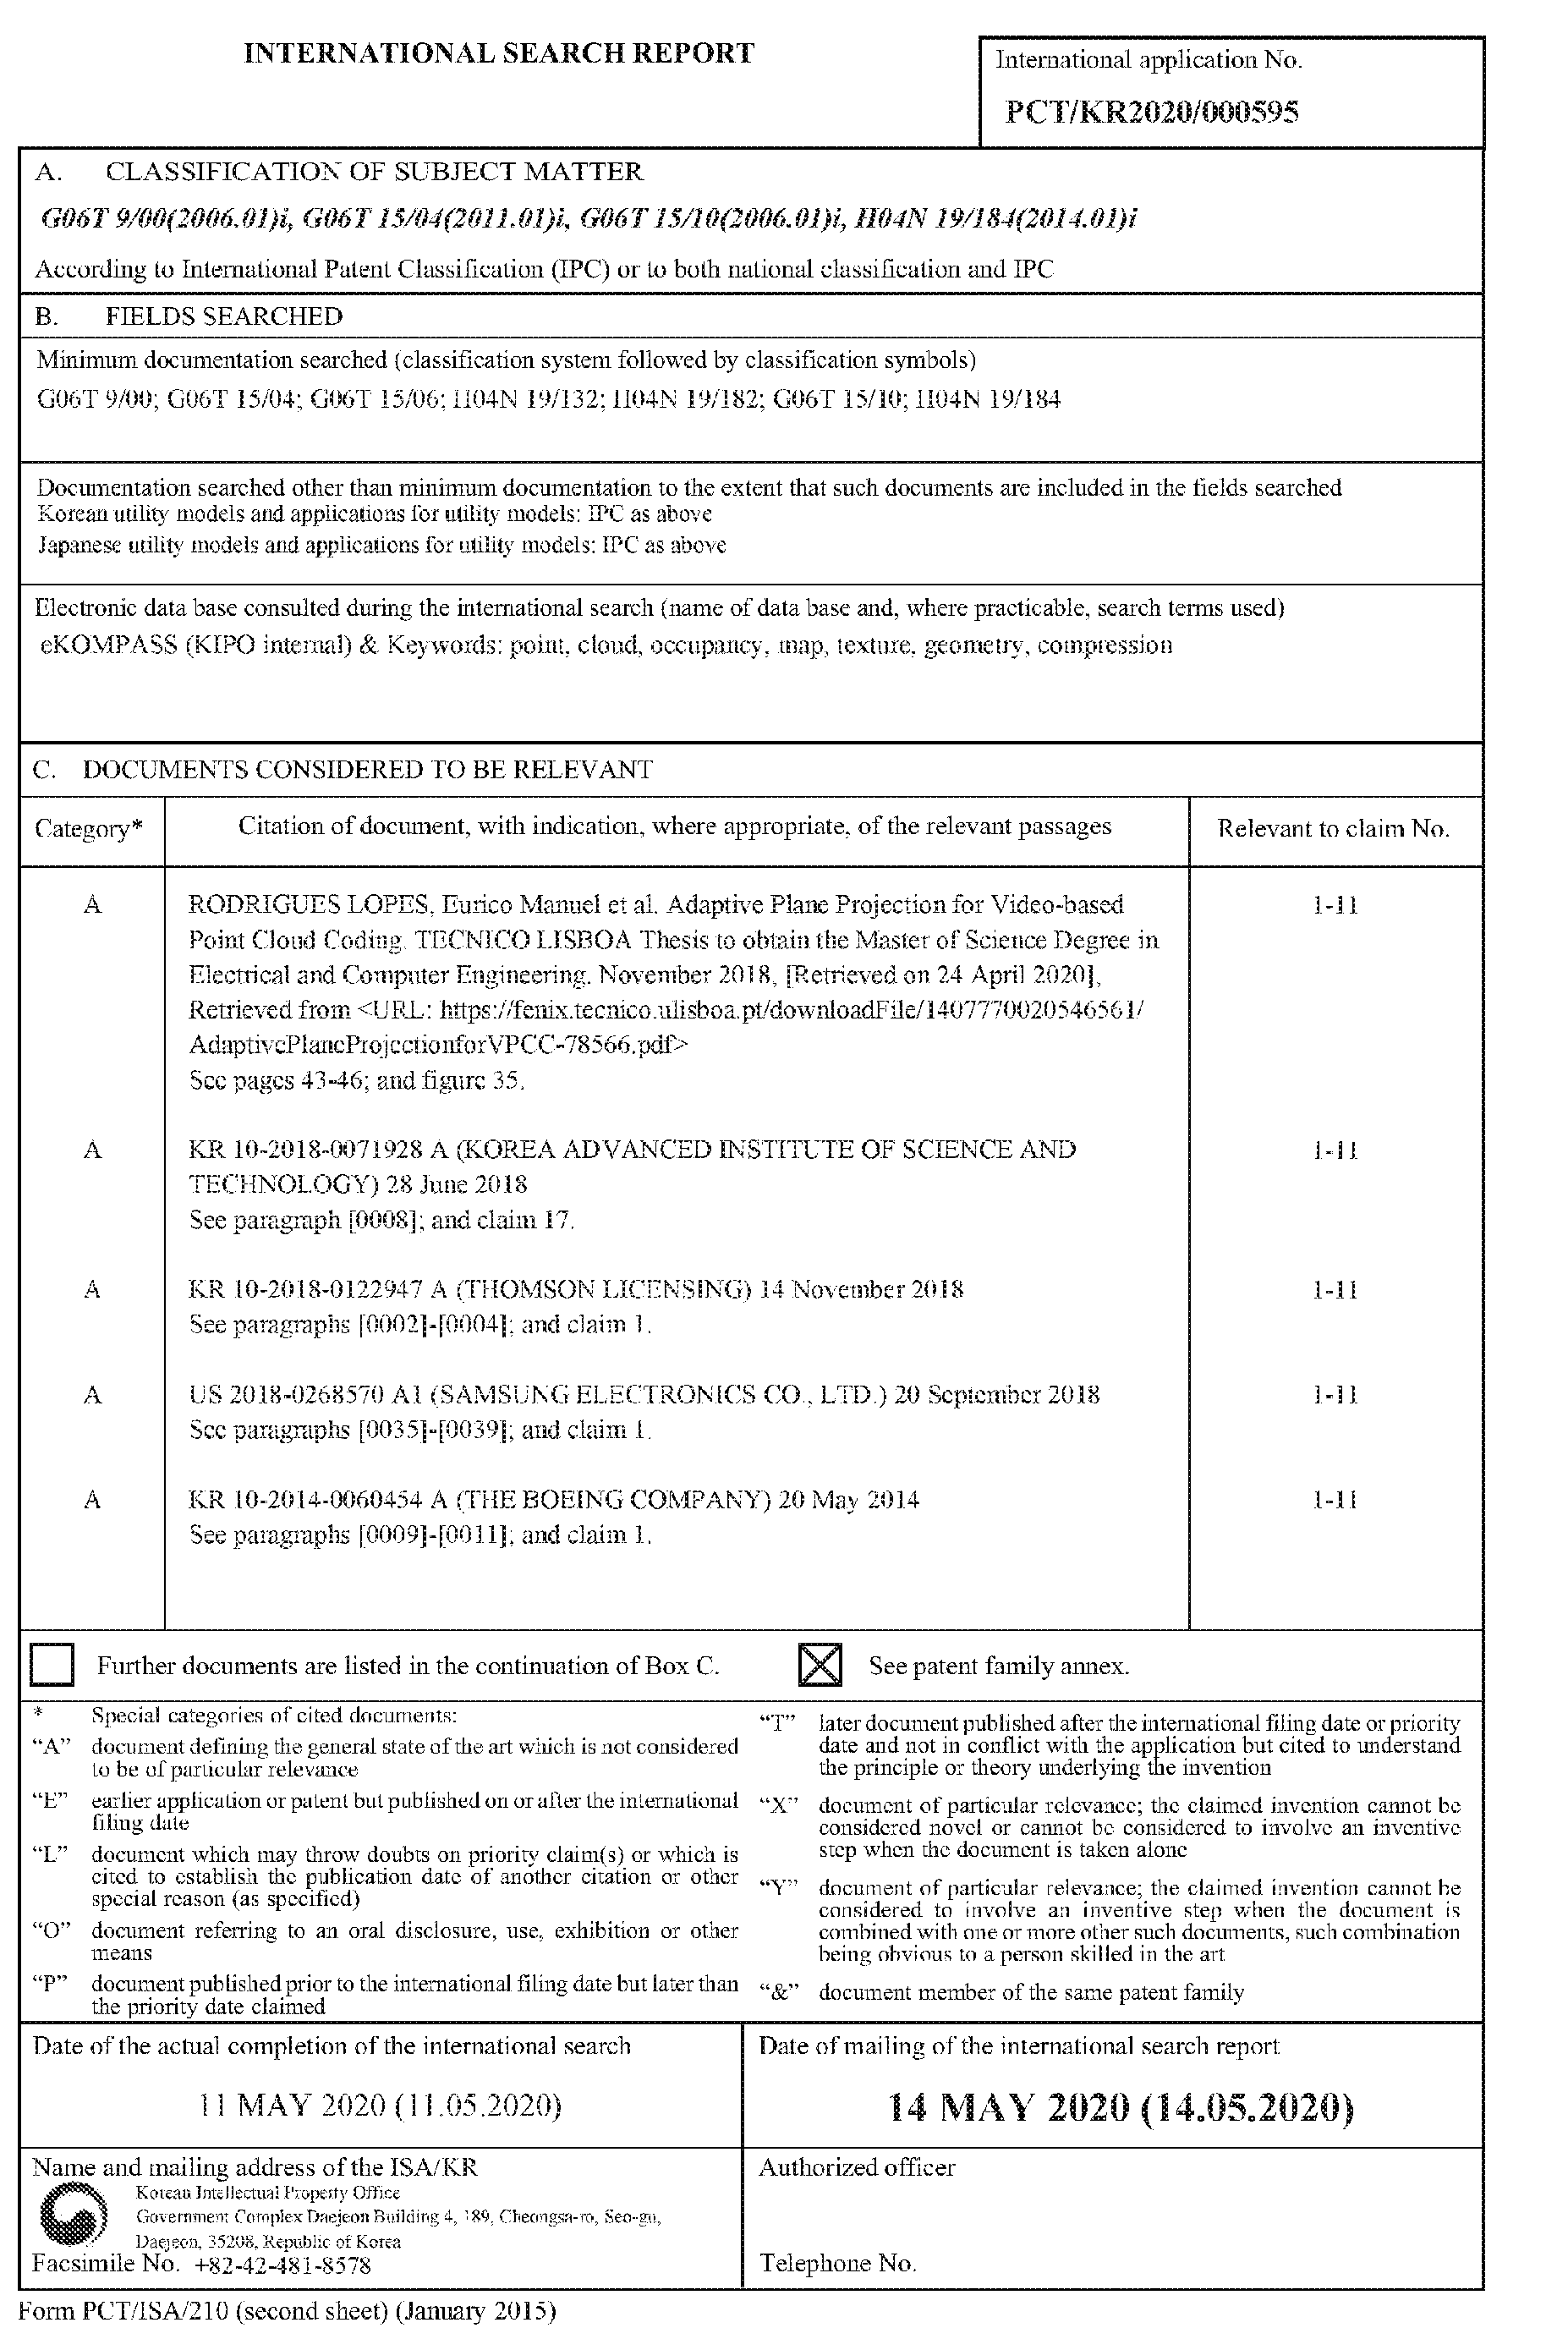 INTERNATIONAL SEARCH REPORT
International application No.
PCT/KR2020/000595
A. CLASSIFICATION OF SUBJECT MATTER
G06T 9/00(2006.01)i, G06T 15/04(2011.01)i, G06T 15/10(2006.01)i, H04N 19/184(2014.01)i
According to International Patent Classification (IPC) or to both national classification and IPC
B. FIELDS SEARCHED
Minimum documentation searched (classification system followed by classification symbols)
G06T 9/00; G06T 15/04; G06T 15/06; H04N 19/132; H04N 19/182; G06T 15/10; H04N 19/184
Documentation searched other than minimum documentation to the extent that such documents are included in the fields searched
Korean utility models and applications for utility models: IPC as above
Japanese utility models and applications for utility models: IPC as above
Electronic data base consulted during the international search (name of data base and, where practicable, search terms used)
eKOMPASS (KIPO internal) & Keywords: point, cloud, occupancy, map, texture, geometry, compression
C. DOCUMENTS CONSIDERED TO BE RELEVANT
Category* Citation of document, with indication, where appropriate, of the relevant passages Relevant to claim No.
A RODRIGUES LOPES, Eurico Manuel et al. Adaptive Plane Projection for Video-based 1-11
Point Cloud Coding. TECNICO LISBOA Thesis to obtain the Master of Science Degree in
Electrical and Computer Engineering. November 2018, [Retrieved on 24 April 2020],
Retrieved from <URL: https://fenix.tecnico.ulisboa.pt/downloadFile/1407770020546561/
AdaptivePlaneProjectionforVPCC-78566.pdf>
See pages 43-46; and figure 35.
A KR 10-2018-0071928 A (KOREA ADVANCED INSTITUTE OF SCIENCE AND 1-11
TECHNOLOGY) 28 June 2018
See paragraph [0008]; and claim 17.
A KR 10-2018-0122947 A (THOMSON LICENSING) 14 November 2018 1-11
See paragraphs [0002]-[0004]; and claim 1.
A US 2018-0268570 A1 (SAMSUNG ELECTRONICS CO., LTD.) 20 September 2018 1-11
See paragraphs [0035]-[0039]; and claim 1.
A KR 10-2014-0060454 A (THE BOEING COMPANY) 20 May 2014 1-11
See paragraphs [0009]-[0011]; and claim 1.
Further documents are listed in the continuation of Box C.
See patent family annex.
* Special categories of cited documents:
"A" document defining the general state of the art which is not considered
to be of particular relevance
"E" earlier application or patent but published on or after the international
filing date
"L" document which may throw doubts on priority claim(s) or which is
cited to establish the publication date of another citation or other
special reason (as specified)
"O" document referring to an oral disclosure, use, exhibition or other
means
"P" document published prior to the international filing date but later than
the priority date claimed
"T" later document published after the international filing date or priority
date and not in conflict with the application but cited to understand
the principle or theory underlying the invention
"X" document of particular relevance; the claimed invention cannot be
considered novel or cannot be considered to involve an inventive
step when the document is taken alone
"Y" document of particular relevance; the claimed invention cannot be
considered to involve an inventive step when the document is
combined with one or more other such documents, such combination
being obvious to a person skilled in the art
"&" document member of the same patent family
Date of the actual completion of the international search
11 MAY 2020 (11.05.2020)
Date of mailing of the international search report
14 MAY 2020 (14.05.2020)
Name and mailing address of the ISA/KR
Korean Intellectual Property Office
Government Complex Daejeon Building 4, 189, Cheongsa-ro, Seo-gu,
Daejeon, 35208, Republic of Korea
Facsimile No. +82-42-481-8578
Authorized officer
Telephone No.
Form PCT/ISA/210 (second sheet) (January 2015)